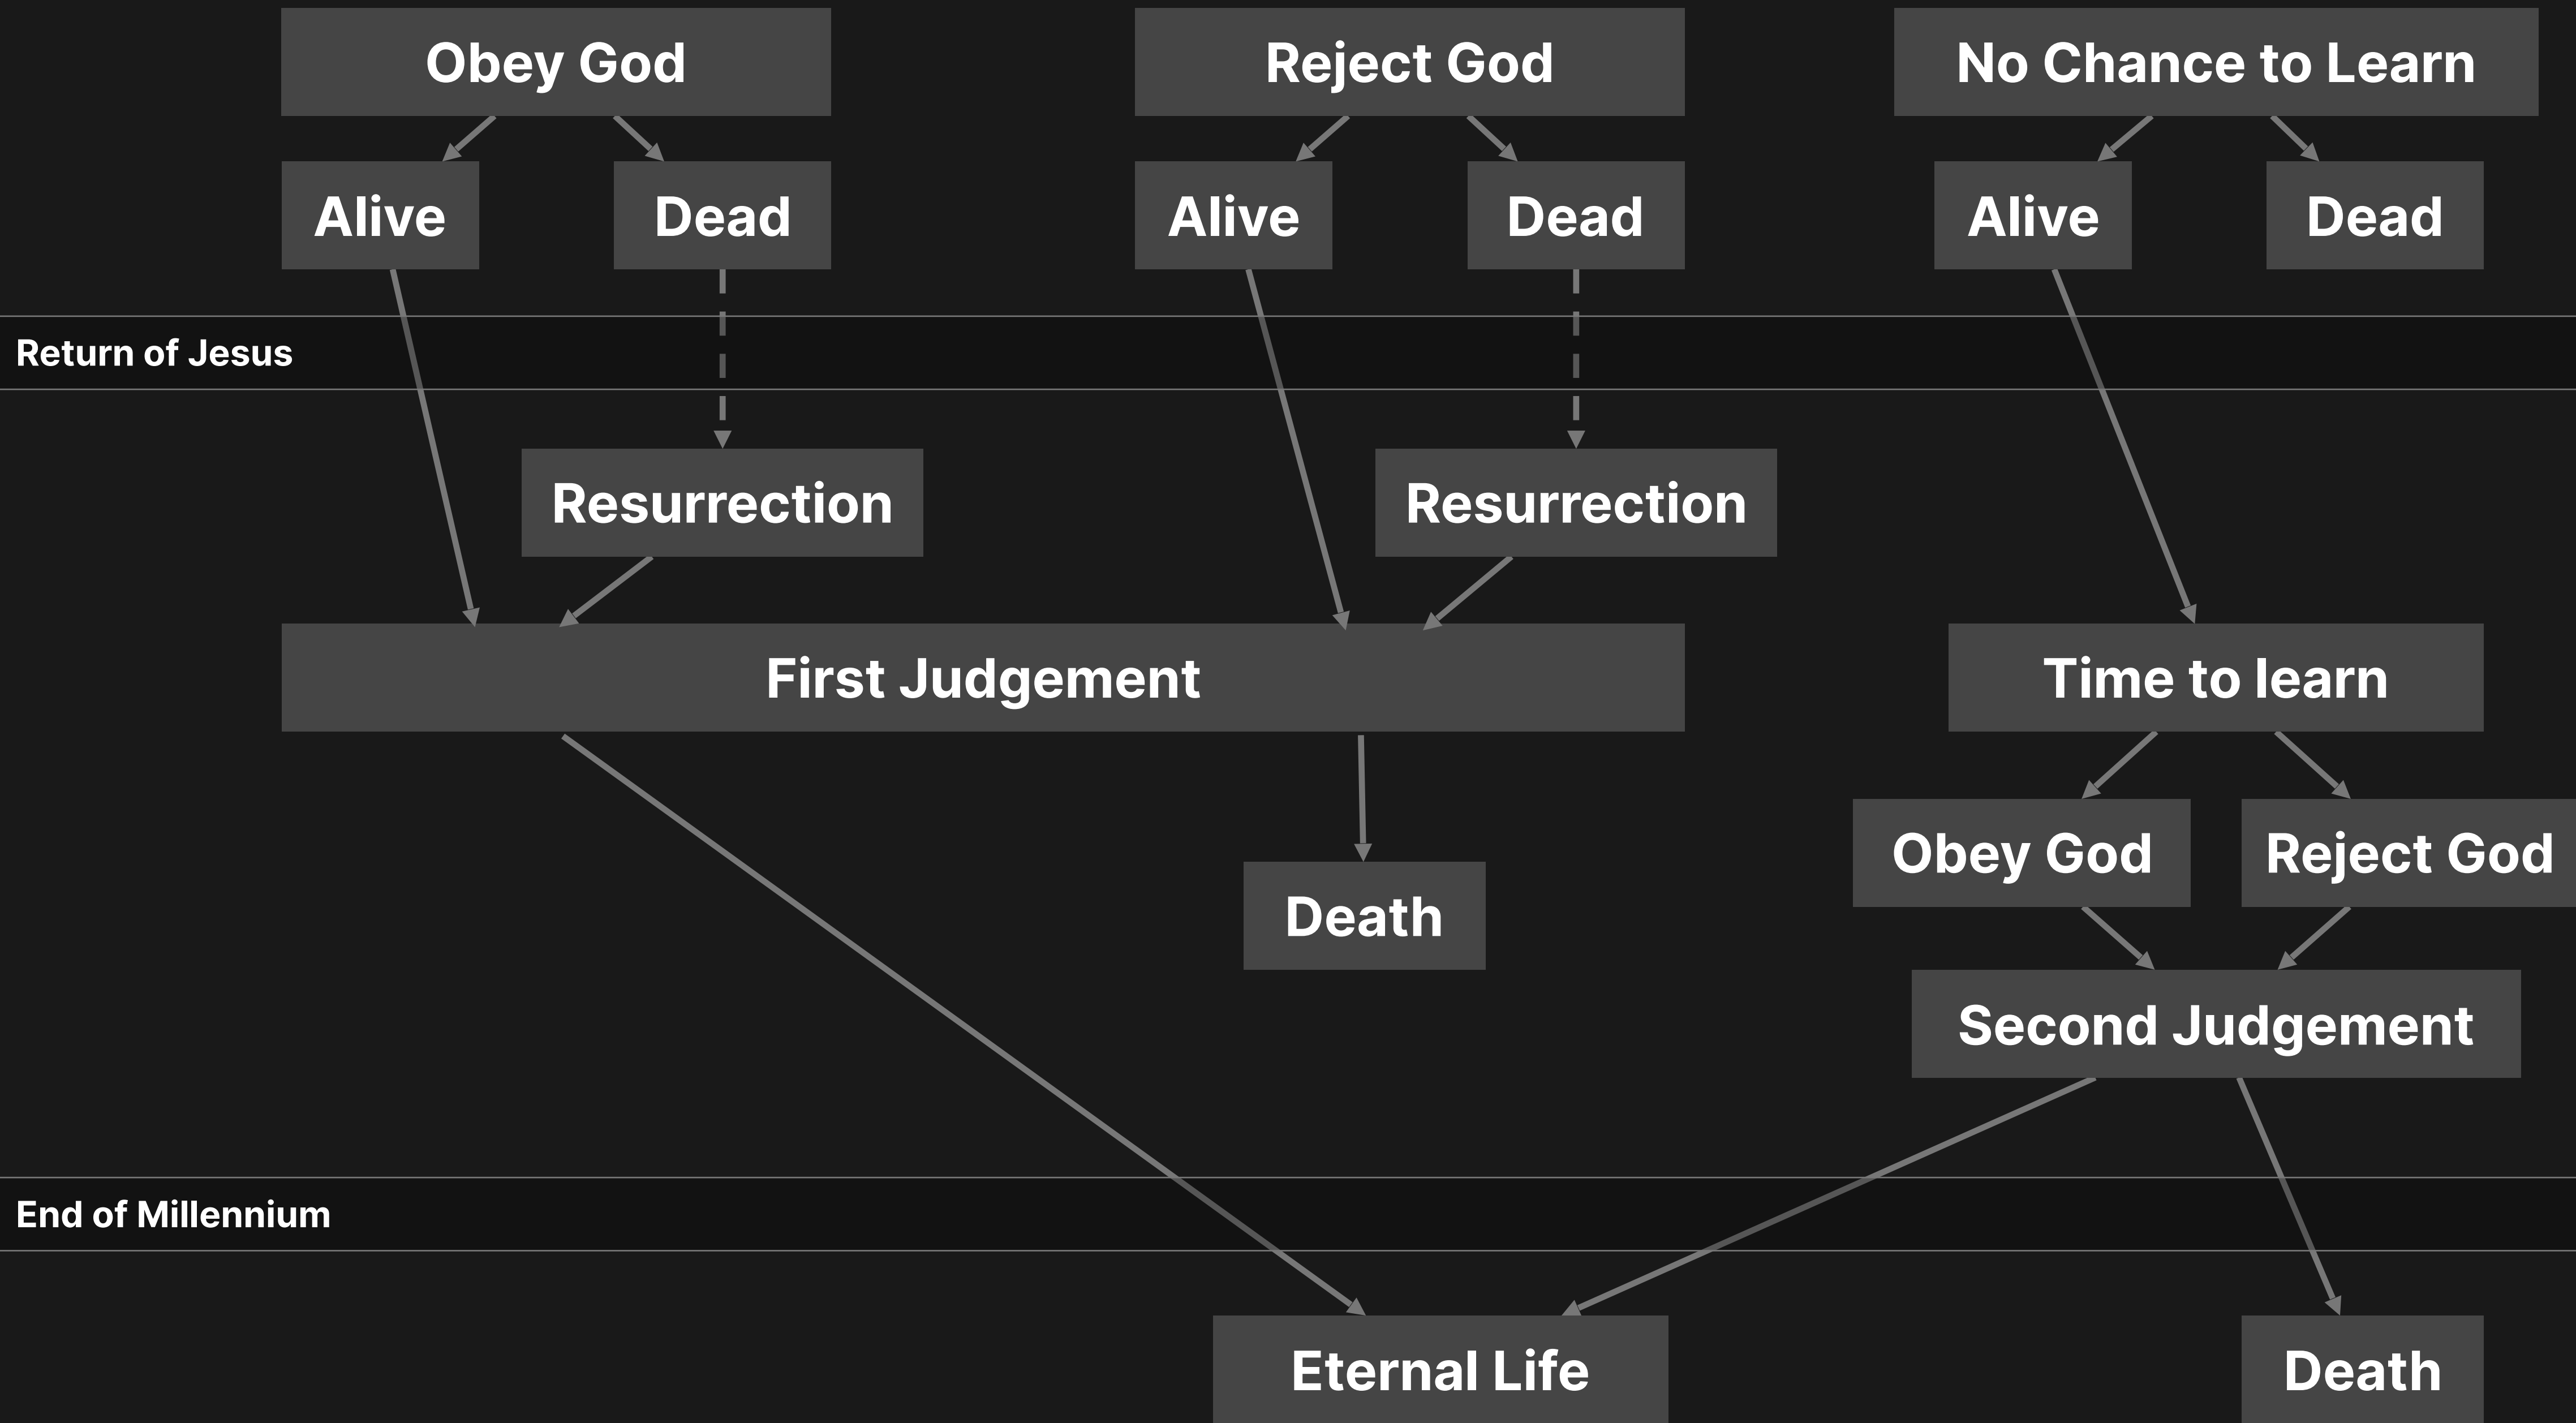 Obey God
Reject God
No Chance to Learn
Alive
Dead
Alive
Dead
Alive
Dead
Return of Jesus
Resurrection
Resurrection
First Judgement
Time to learn
Obey God
Reject God
Death
Second Judgement
End of Millennium
Eternal Life
Death